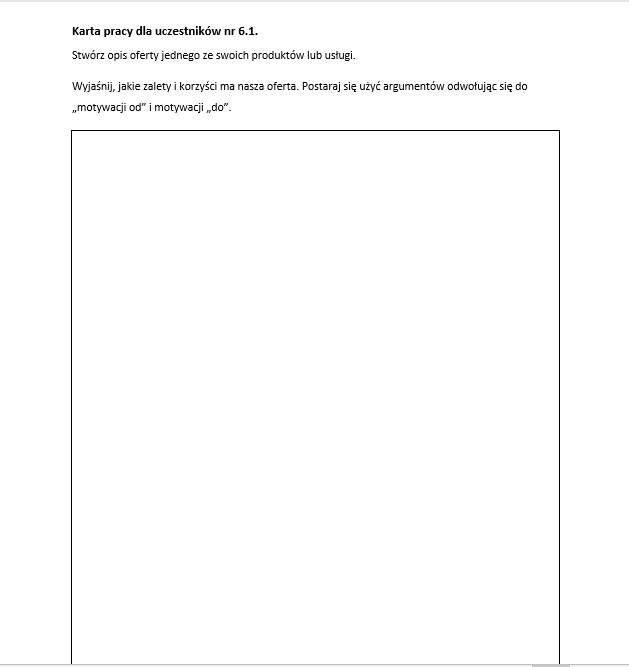 Karta pracy dla uczestników nr 6.1.
Stwórz opis oferty jednego ze swoich produktów lub usługi.
Wyjaśnij, jakie zalety i korzyści ma nasza oferta. Postaraj się użyć argumentów odwołując się do
„motywacji od” i motywacji „do”.